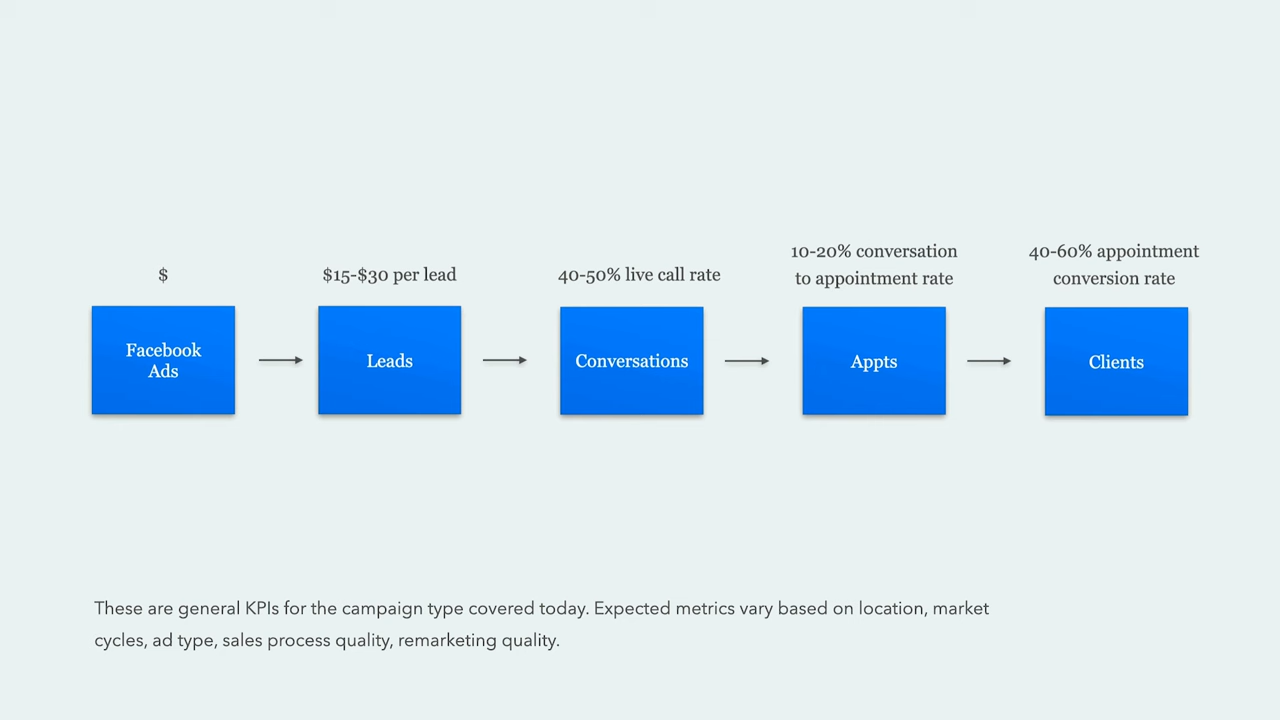 $
$15-$30 per lead
40-50% live call rate
10-20% conversation
to appointment rate
40-60% appointment
conversion rate
Facebook
Ads
Leads
Conversations
Appts
Clients
These are general KPIs for the campaign type covered today. Expected metrics vary based on location, market
cycles, ad type, sales process quality, remarketing quality.